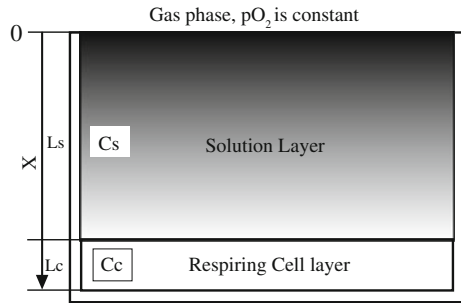 Gas phase, pO₂ is constant
0
Ls
Cs
Solution Layer
X
Lc
Cc
Respiring Cell layer